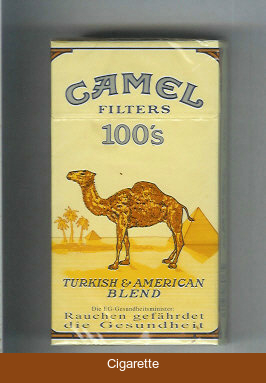 CAMEL
FILTERS
100's
TURKISH & AMERICAN
BLEND
Die EG-Gesundheitsminister:
Rauchen gefährdet
die Gesundheit
Cigarette